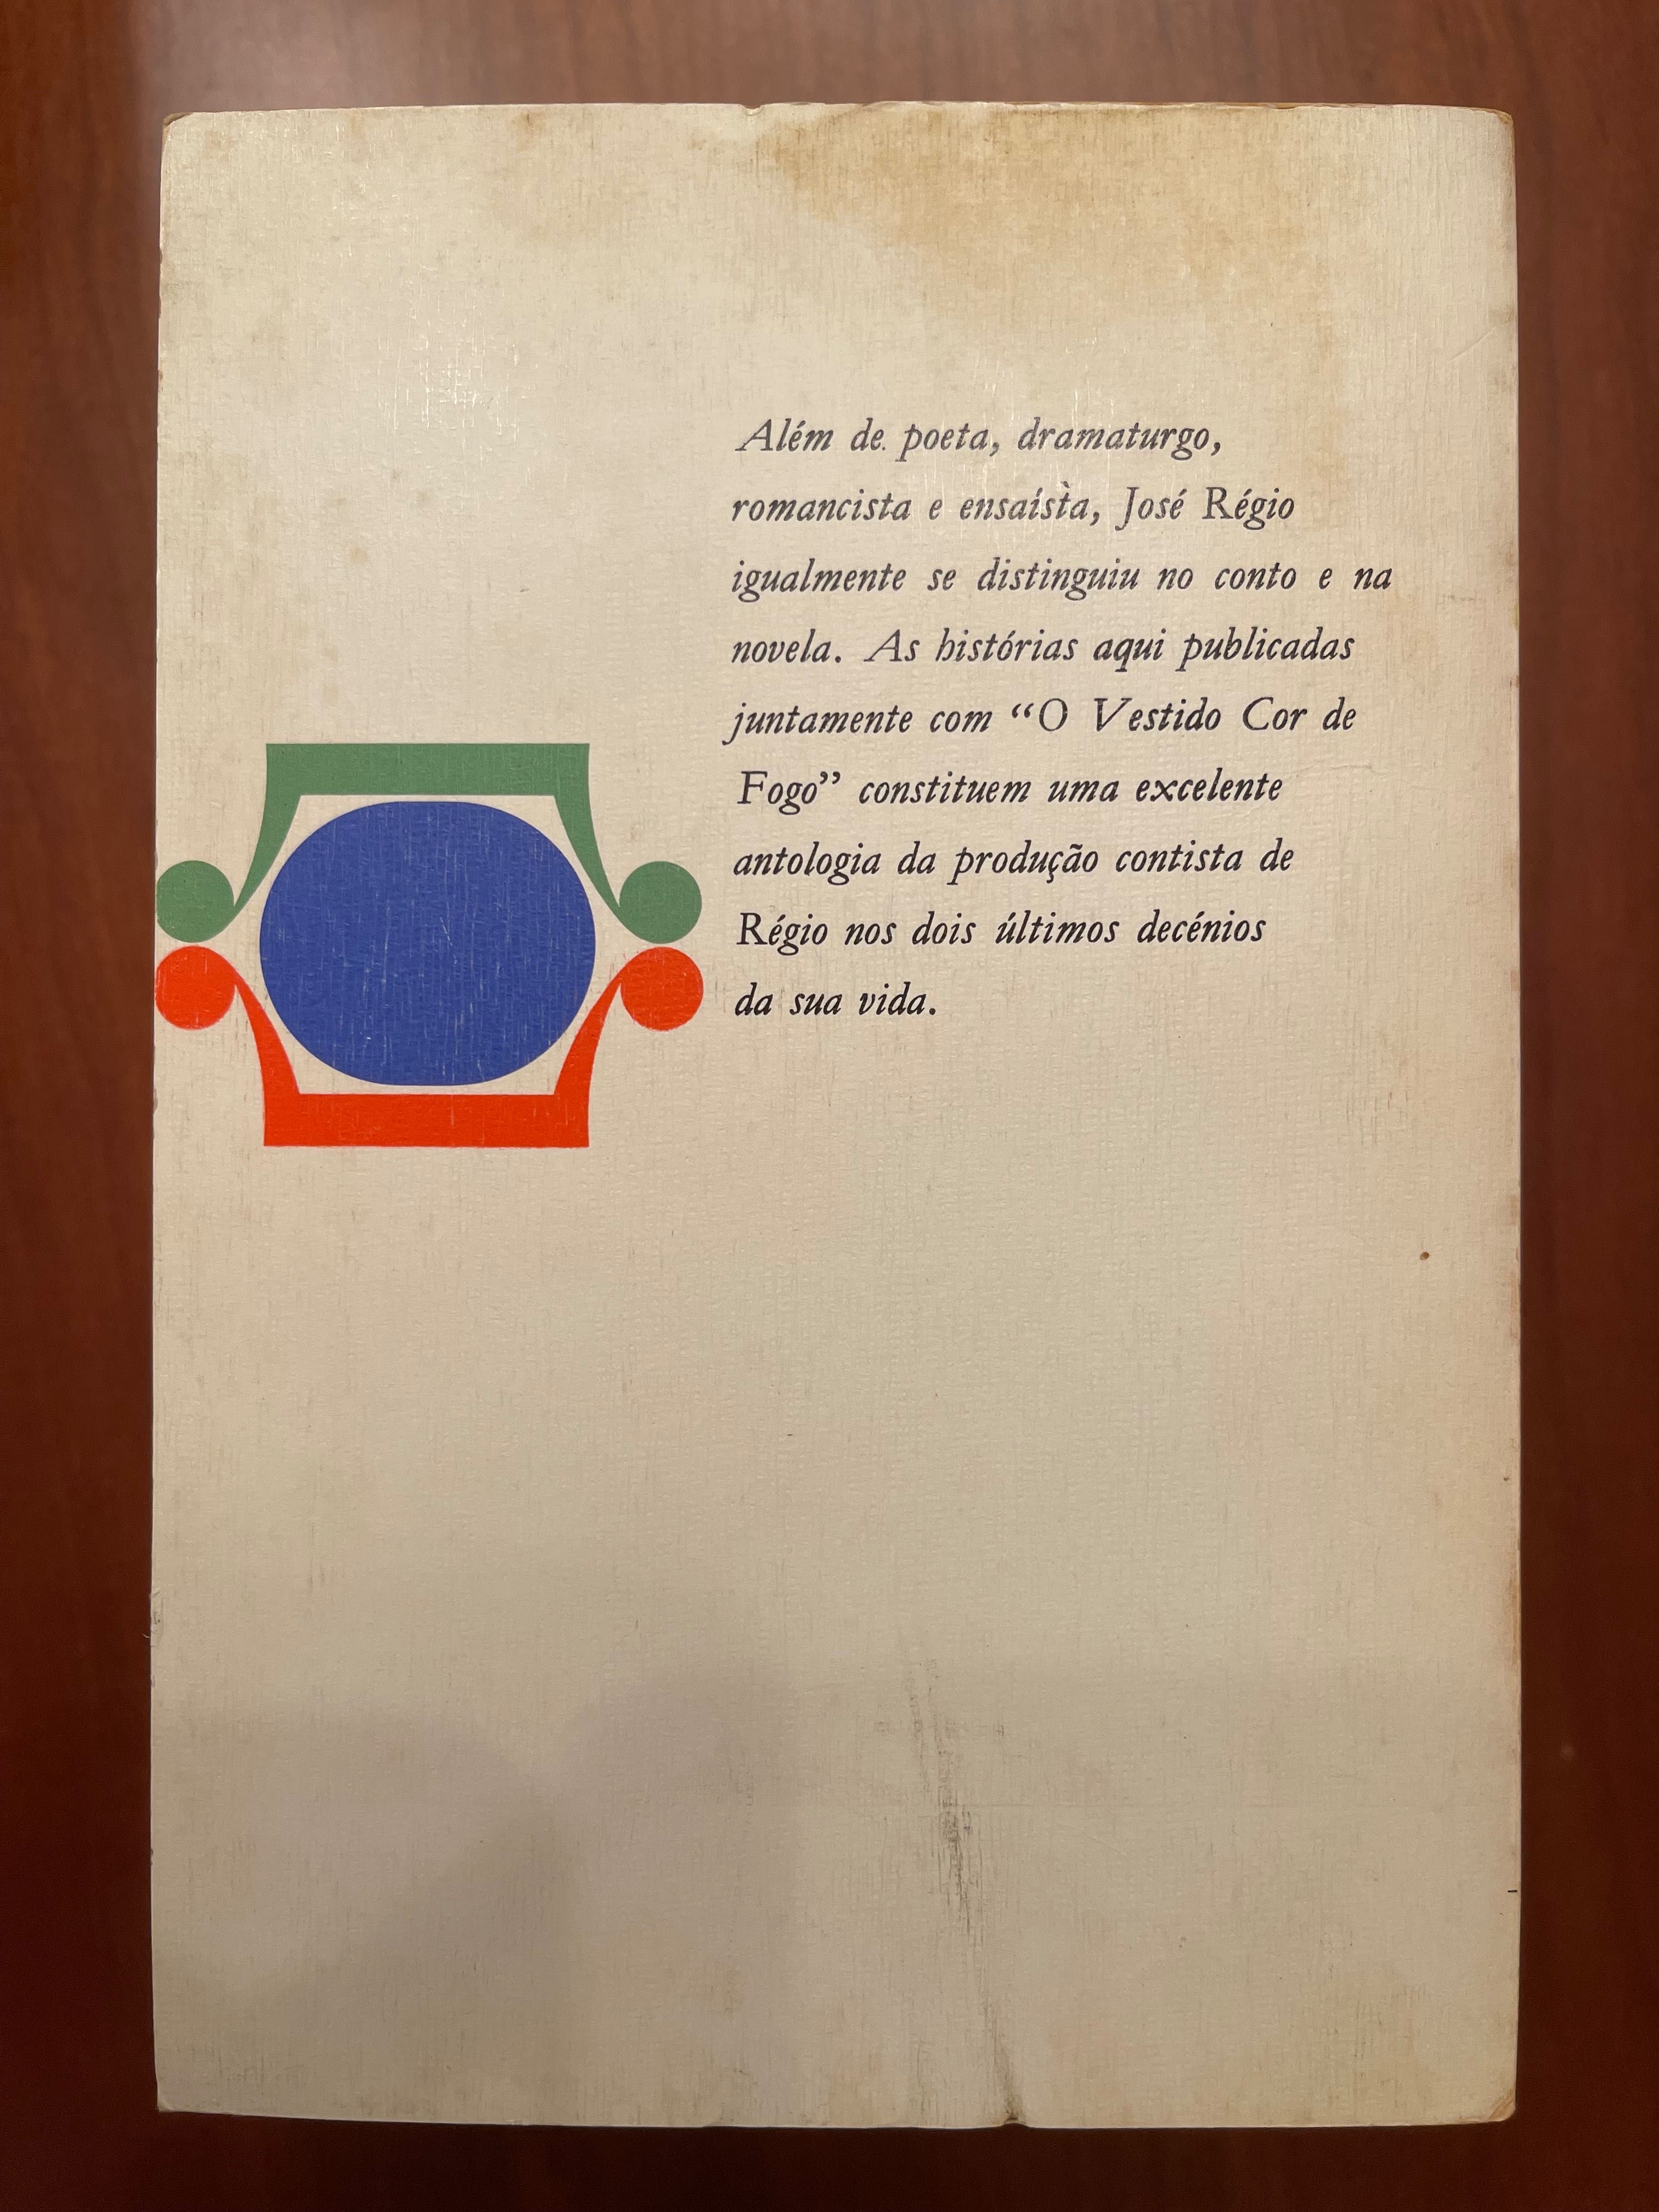 Além de poeta, dramaturgo,
romancista e ensaísta, José Régio
igualmente se distinguiu no conto e na
novela. As histórias aqui publicadas
juntamente com “O Vestido Cor de
Fogo” constituem uma excelente
antologia da produção contista de
Régio nos dois últimos decénios
da sua vida.